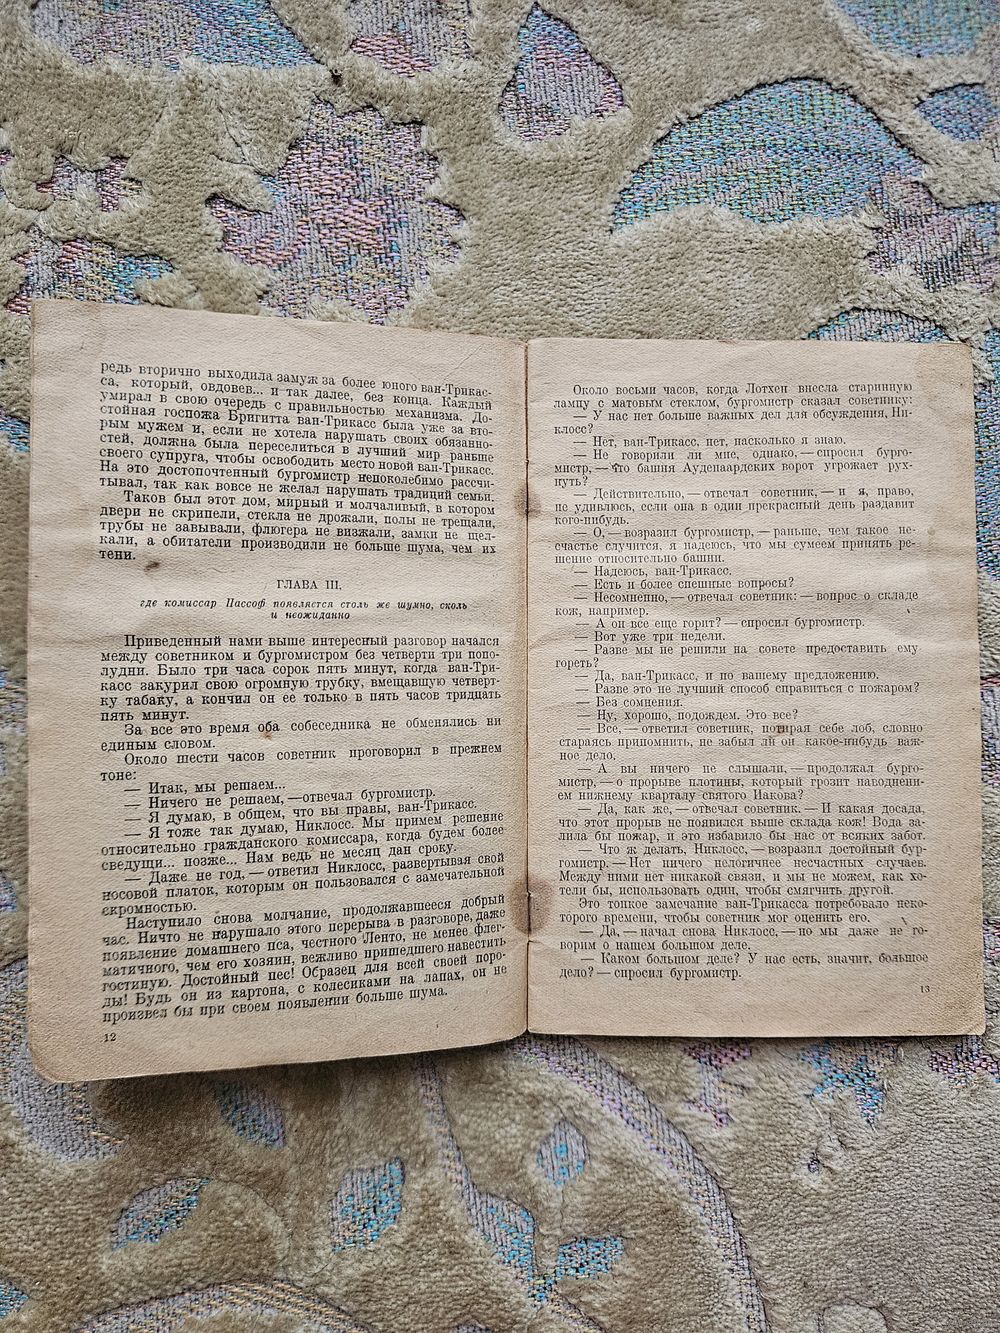 редь вторично выходила замуж за более юного ван-Трикас-
са, который, овдовев... и так далее, без конца. Каждый
умирал в свою очередь с правильностью механизма. До-
стойная госпожа Бригитта ван-Трикасс была уже за вто-
рым мужем и, если не хотела нарушать своих обязанно-
стей, должна была переселиться в лучший мир раньше
своего супруга, чтобы освободить место новой ван-Трикасс.
На это достопочтенный бургомистр непоколебимо рассчи-
тывал, так как вовсе не желал нарушать традиций семьи.
Таков был этот дом, мирный и молчаливый, в котором
двери не скрипели, стекла не дрожали, полы не трещали,
трубы не завывали, флюгера не визжали, замки не щел-
кали, а обитатели производили не больше шума, чем их
тени.
ГЛАВА III,
где комиссар Пассоф появляется столь же шумно, сколь
и неожиданно
Приведенный нами выше интересный разговор начался
между советником и бургомистром без четверти три попо-
лудни. Было три часа сорок пять минут, когда ван-Три-
касс закурил свою огромную трубку, вмещавшую четверт-
ку табаку, а кончил он ее только в пять часов тридцать
пять минут.
За все это время оба собеседника не обменялись ни
единым словом.
Около шести часов советник проговорил в прежнем
тоне:
— Итак, мы решаем...
— Ничего не решаем, —отвечал бургомистр.
— Я думаю, в общем, что вы правы, ван-Трикасс.
— Я тоже так думаю, Никлосс. Мы примем решение
относительно гражданского комиссара, когда будем более
сведущи... позже... Нам ведь не месяц дан сроку.
— Даже не год, — ответил Никлосс, развертывая свой
носовой платок, которым он пользовался с замечательной
скромностью.
Наступило снова молчание, продолжавшееся добрый
час. Ничто не нарушало этого перерыва в разговоре, даже
появление домашнего пса, честного Ленто, не менее флег-
матичного, чем его хозяин, вежливо пришедшего навестить
гостиную. Достойный пес! Образец для всей своей поро-
ды! Будь он из картона, с колесиками на лапах, он не
произвел бы при своем появлении больше шума.
12
Около восьми часов, когда Лотхен внесла старинную
лампу с матовым стеклом, бургомистр сказал советнику:
— У нас нет больше важных дел для обсуждения, Ни-
клосс?
— Нет, ван-Трикасс, нет, насколько я знаю.
— Не говорили ли мне, однако, — спросил бурго-
мистр, — что башня Ауденаардских ворот угрожает рух-
нуть?
— Действительно, — отвечал советник, — и я, право,
не удивлюсь, если она в один прекрасный день раздавит
кого-нибудь.
— О, — возразил бургомистр, — раньше, чем такое не-
счастье случится, я надеюсь, что мы сумеем принять ре-
шение относительно башни.
— Надеюсь, ван-Трикасс.
— Есть и более спешные вопросы?
— Несомненно, — отвечал советник: — вопрос о складе
кож, например.
— А он все еще горит? — спросил бургомистр.
— Вот уже три недели.
— Разве мы не решили на совете предоставить ему
гореть?
— Да, ван-Трикасс, и по вашему предложению.
— Разве это не лучший способ справиться с пожаром?
— Без сомнения.
— Ну, хорошо, подождем. Это все?
— Все, — ответил советник, потирая себе лоб, словно
стараясь припомнить, не забыл ли он какое-нибудь важ-
ное дело.
— А вы ничего не слышали, — продолжал бурго-
мистр, — о прорыве плотины, который грозит наводнени-
ем нижнему кварталу святого Иакова?
— Да, как же, — отвечал советник. — И какая досада,
что этот прорыв не появился выше склада кож! Вода за-
лила бы пожар, и это избавило бы нас от всяких забот.
— Что ж делать, Никлосс, — возразил достойный бур-
гомистр. — Нет ничего нелогичнее несчастных случаев.
Между ними нет никакой связи, и мы не можем, как хо-
тели бы, использовать один, чтобы смягчить другой.
Это тонкое замечание ван-Трикасса потребовало неко-
торого времени, чтобы советник мог оценить его.
— Да, — начал снова Никлосс, — но мы даже не го-
ворим о нашем большом деле.
— Каком большом деле? У нас есть, значит, большое
дело? — спросил бургомистр.
13